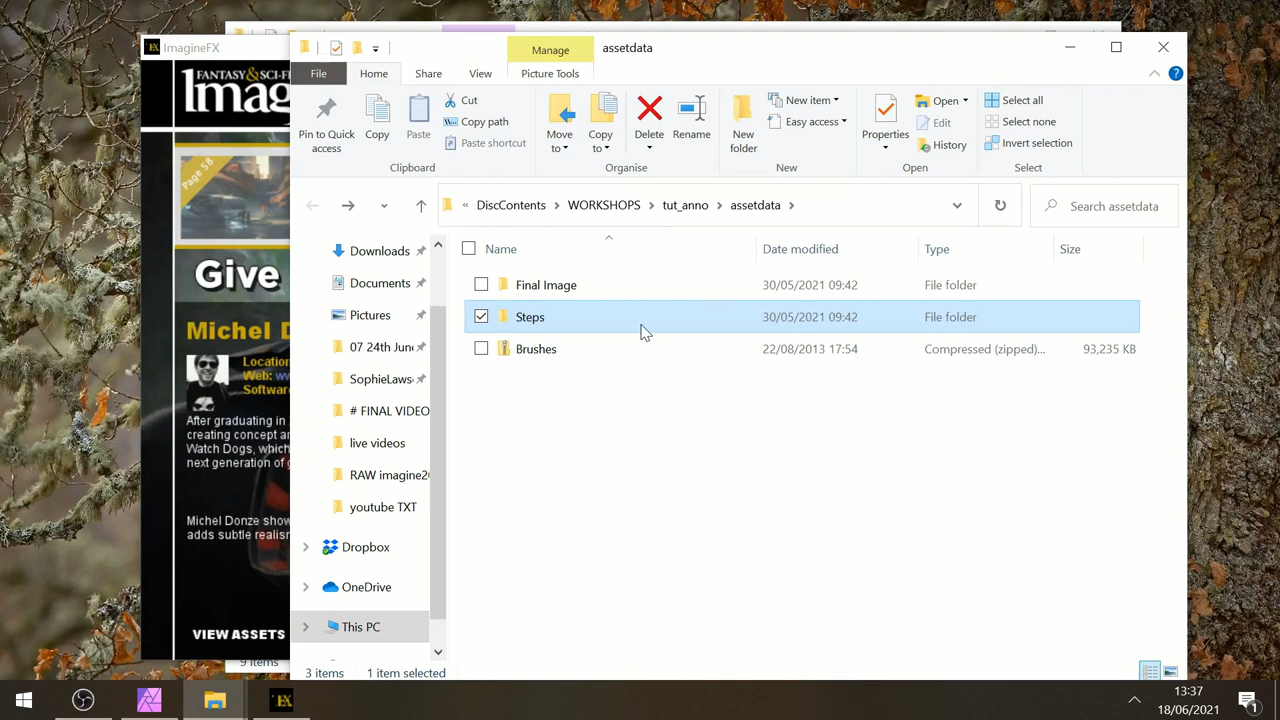 ImagineFX
FANTASY & SCI-FI
Imag
Page 58
Give
Michel D
Location
Web: ww
Software
After graduating in
creating concept ar
Watch Dogs, which
next generation of g
Michel Donze show
adds subtle realism
VIEW ASSETS
9 items
Manage
assetdata
File
Home
Share
View
Picture Tools
Pin to Quick
access
Copy
Paste
Cut
Copy path
Paste shortcut
Clipboard
Move
to
Copy
to
Delete
Rename
Organise
New
folder
New item
Easy access
New
Properties
Open
Edit
History
Open
Select all
Select none
Invert selection
Select
« DiscContents > WORKSHOPS > tut_anno > assetdata >
Search assetdata
Name
Date modified
Type
Size
Final Image 30/05/2021 09:42 File folder
Steps 30/05/2021 09:42 File folder
Brushes 22/08/2013 17:54 Compressed (zipped)... 93,235 KB
Downloads
Documents
Pictures
07 24th June
SophieLaws
# FINAL VIDEO
live videos
RAW imagine2
youtube TXT
Dropbox
OneDrive
This PC
3 items 1 item selected
13:37
18/06/2021
1